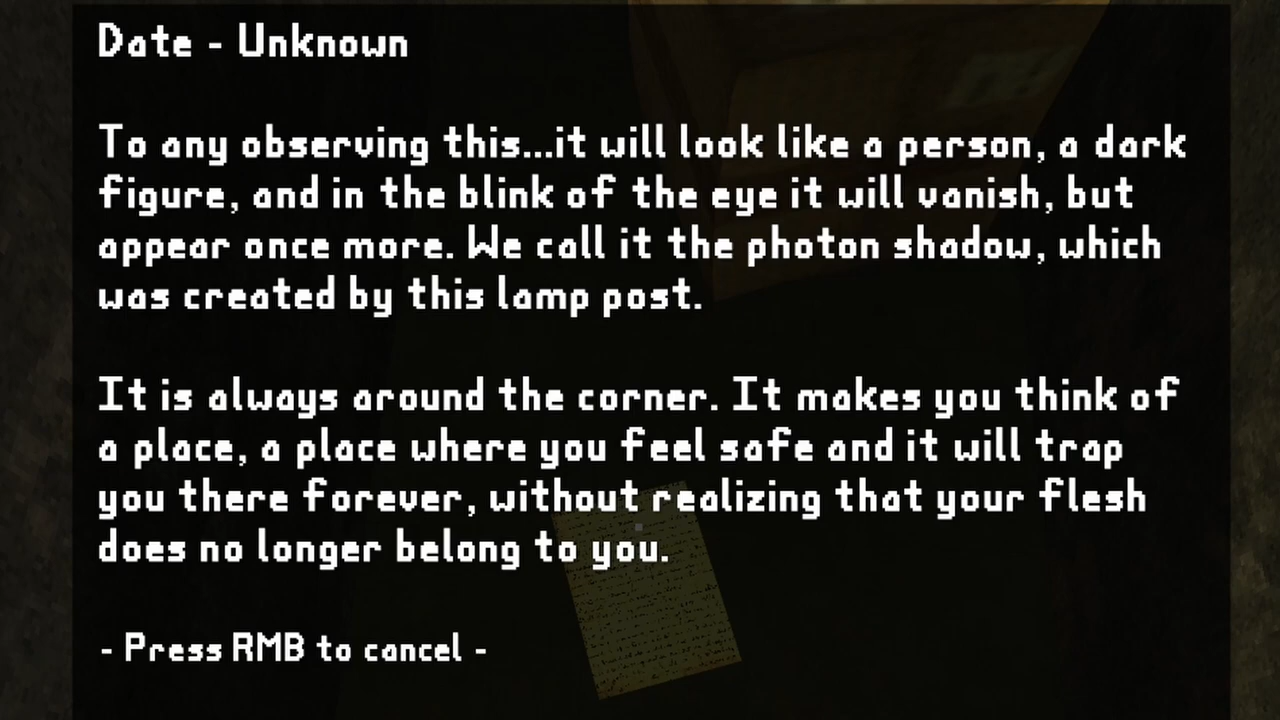 Date - Unknown
To any observing this...it will look like a person, a dark
figure, and in the blink of the eye it will vanish, but
appear once more. We call it the photon shadow, which
was created by this lamp post.
It is always around the corner. It makes you think of
a place, a place where you feel safe and it will trap
you there forever, without realizing that your flesh
does no longer belong to you.
- Press RMB to cancel -